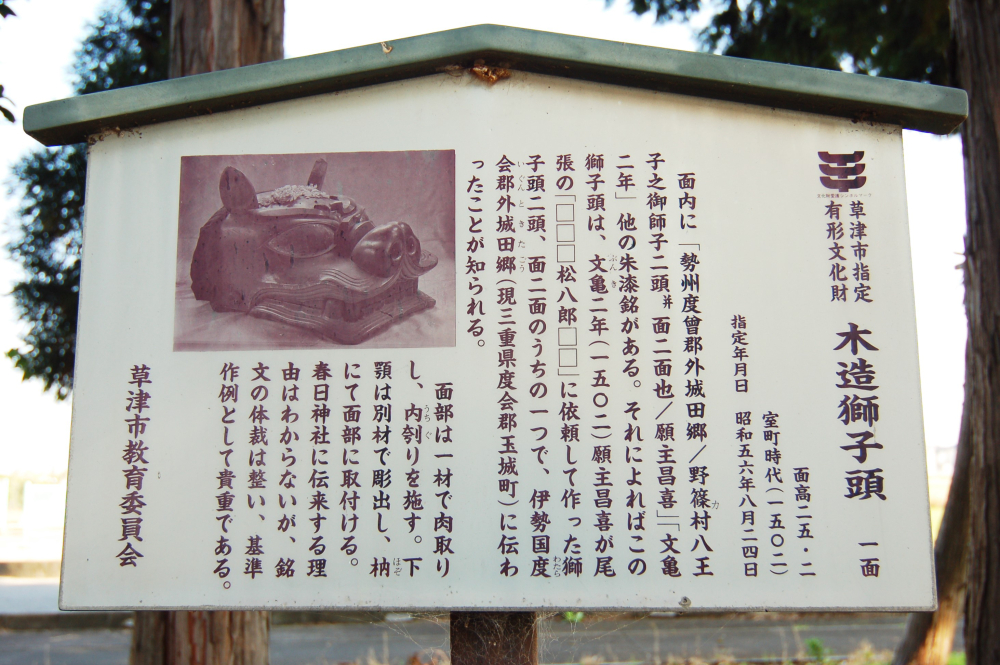 草津市指定
有形文化財
木造獅子頭 一面
面高二五・二
室町時代(一五〇二)
指定年月日 昭和五六年八月二四日
面内に「勢州度曾郡外城田郷/野篠村八王
子之御師子二頭并面二面也/願主昌喜」「文亀
二年」他の朱漆銘がある。それによればこの
獅子頭は、文亀二年(一五〇二)願主昌喜が尾
張の「□□□松八郎□□」に依頼して作った獅
子頭二頭、面二面のうちの一つで、伊勢国度
会郡外城田郷(現三重県度会郡玉城町)に伝わ
ったことが知られる。
面部は一材で肉取り
し、内刳りを施す。下
顎は別材で彫出し、枘
にて面部に取付ける。
春日神社に伝来する理
由はわからないが、銘
文の体裁は整い、基準
作例として貴重である。
草津市教育委員会